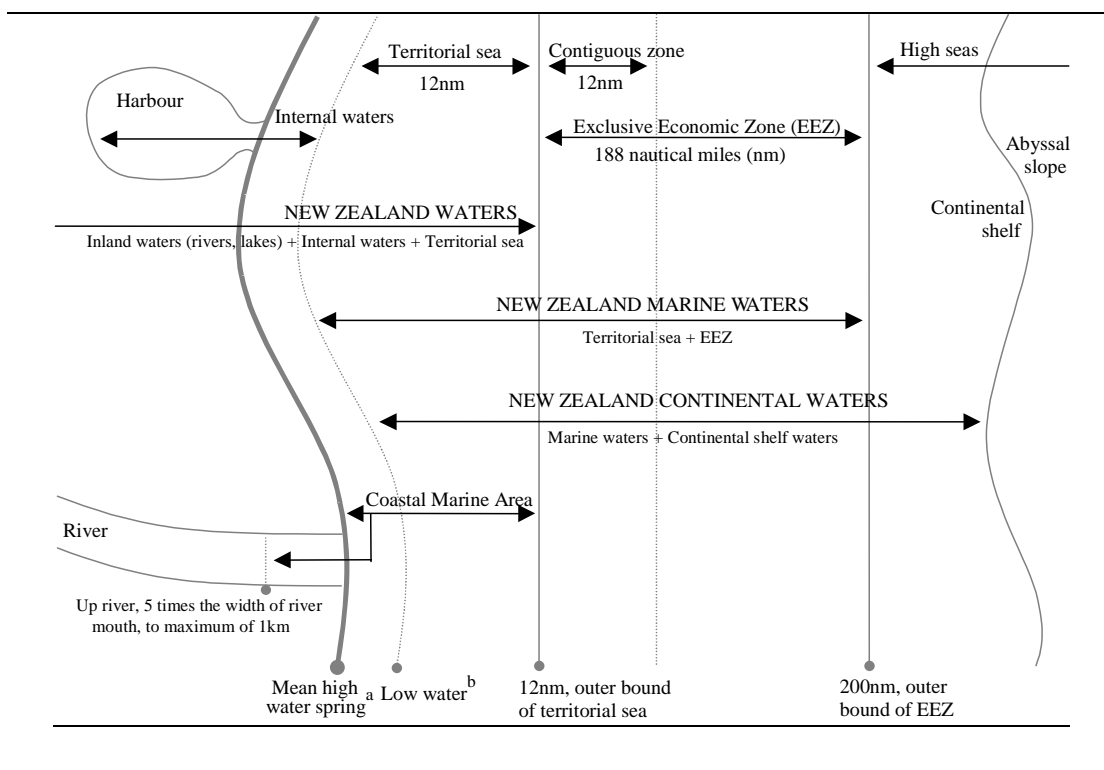 Territorial sea
12nm
Contiguous zone
12nm
High seas
Harbour
Internal waters
Exclusive Economic Zone (EEZ)
188 nautical miles (nm)
Abyssal
slope
Continental
shelf
NEW ZEALAND WATERS
Inland waters (rivers, lakes) + Internal waters + Territorial sea
NEW ZEALAND MARINE WATERS
Territorial sea + EEZ
NEW ZEALAND CONTINENTAL WATERS
Marine waters + Continental shelf waters
Coastal Marine Area
River
Up river, 5 times the width of river
mouth, to maximum of 1km
Mean high
water spring a
Low water b
12nm, outer bound
of territorial sea
200nm, outer
bound of EEZ